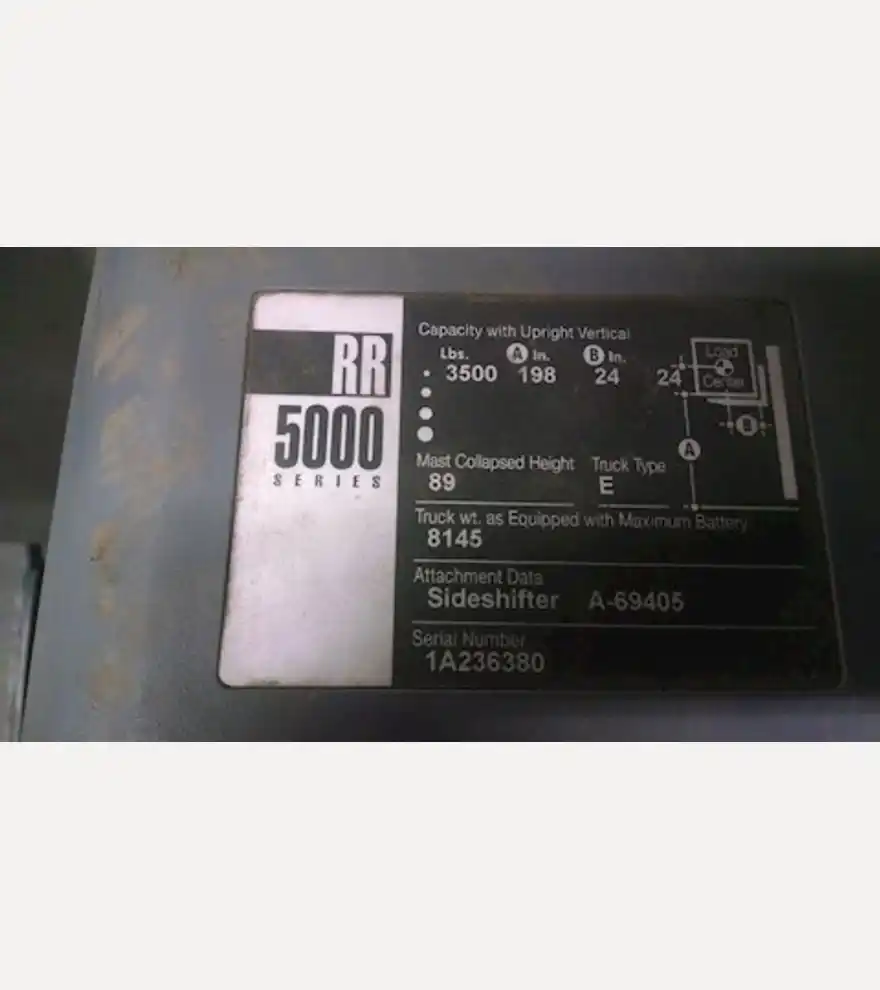 RR
5000
SERIES
Capacity with Upright Vertical
Lbs. A In. B In.
3500 198 24 24
Load
Center
B
A
Mast Collapsed Height Truck Type
89 E
Truck wt. as Equipped with Maximum Battery
8145
Attachment Data
Sideshifter A-69405
Serial Number
1A236380